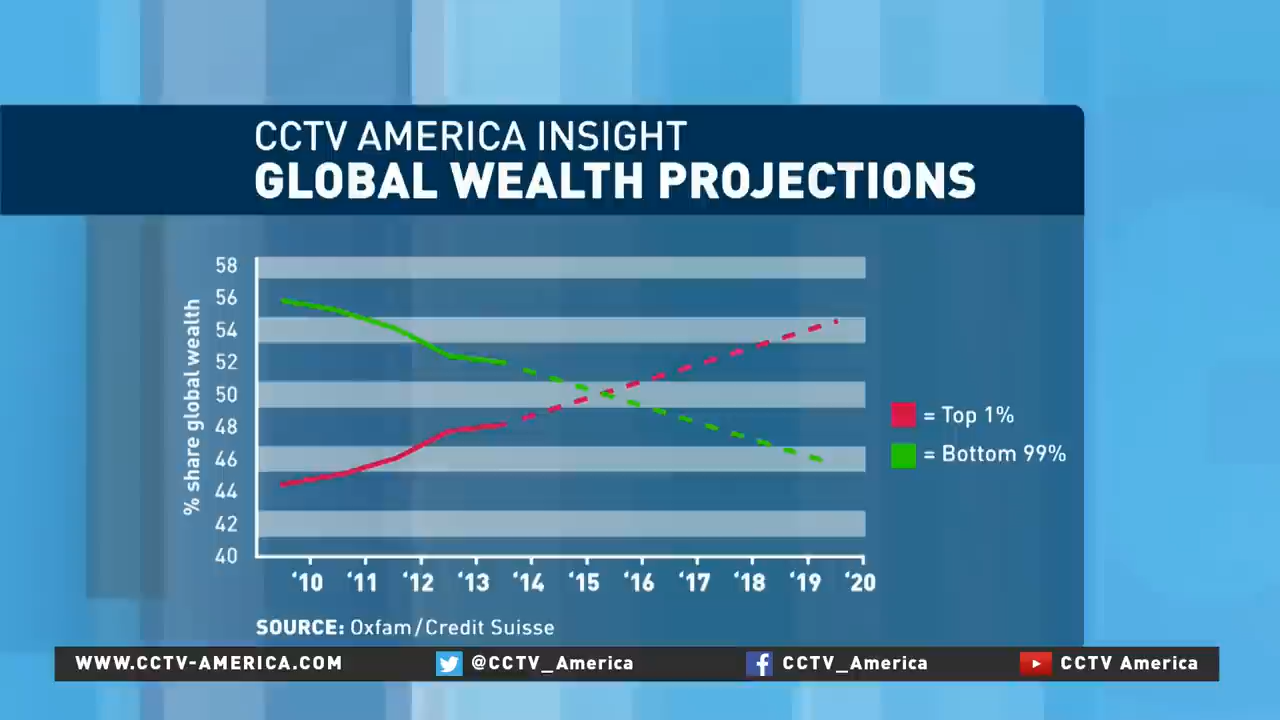 CCTV AMERICA INSIGHT
GLOBAL WEALTH PROJECTIONS
% share global wealth
58
56
54
52
50
48
46
44
42
40
‘10 ‘11 ‘12 ‘13 ‘14 ‘15 ‘16 ‘17 ‘18 ‘19 ‘20
= Top 1%
= Bottom 99%
SOURCE: Oxfam/Credit Suisse
WWW.CCTV-AMERICA.COM @CCTV_America CCTV_America CCTV America